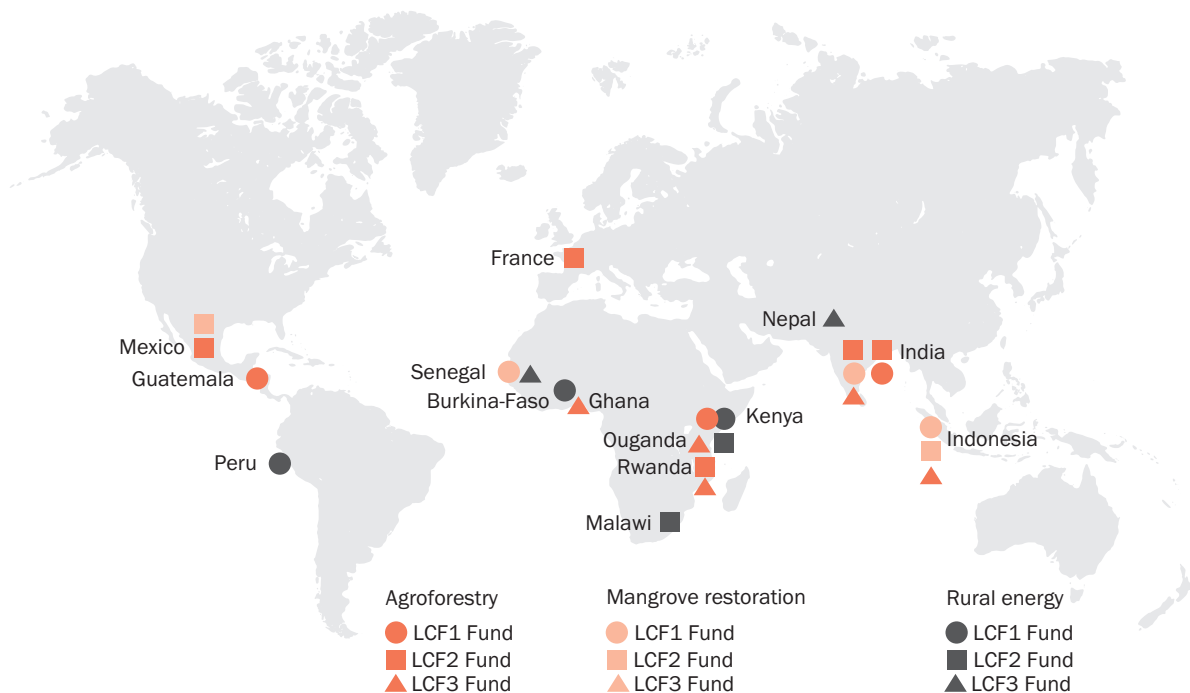 France
Nepal
Mexico
India
Guatemala
Senegal
Burkina-Faso
Ghana
Kenya
Ouganda
Indonesia
Peru
Rwanda
Malawi
Agroforestry
LCF1 Fund
LCF2 Fund
LCF3 Fund
Mangrove restoration
LCF1 Fund
LCF2 Fund
LCF3 Fund
Rural energy
LCF1 Fund
LCF2 Fund
LCF3 Fund